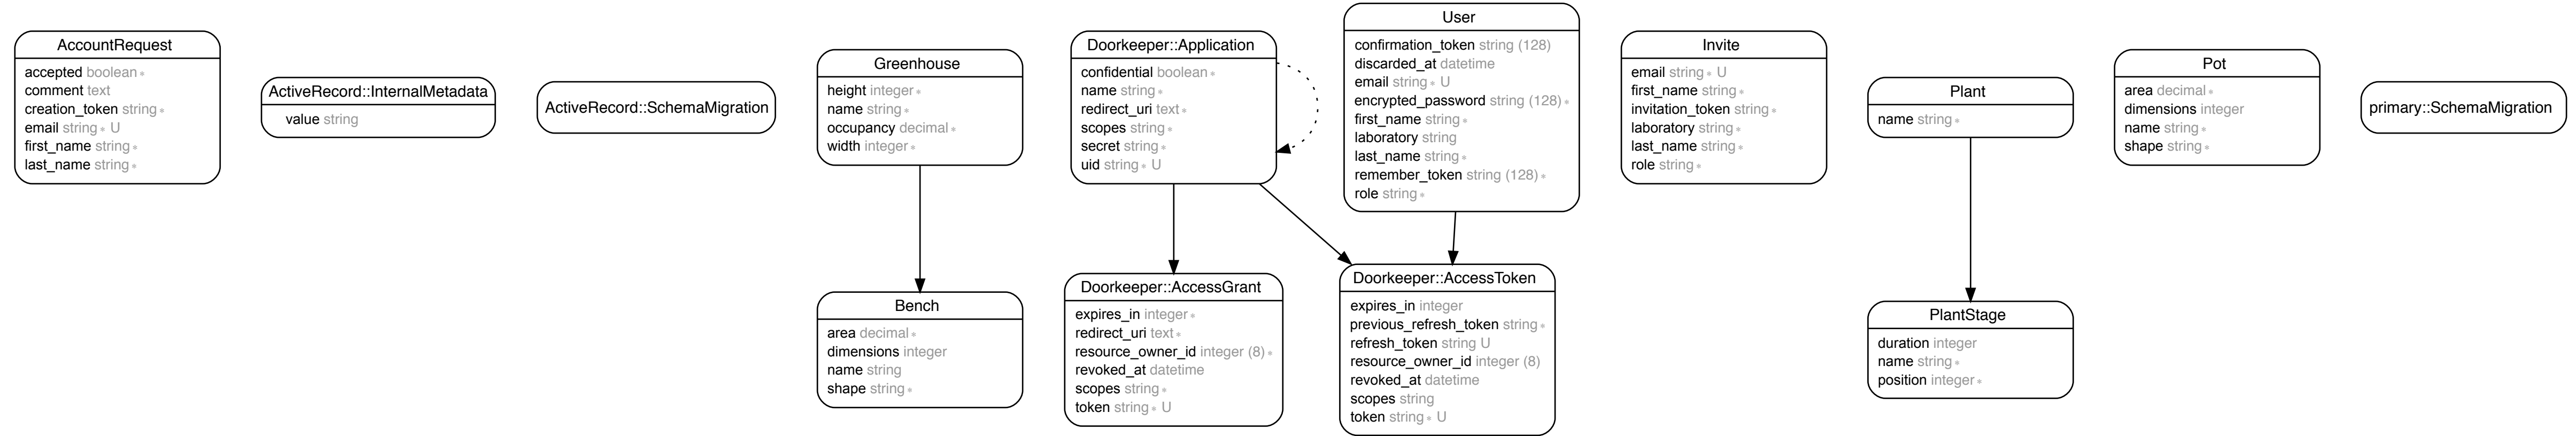 AccountRequest
accepted boolean *
comment text
creation_token string *
email string * U
first_name string *
last_name string *
ActiveRecord::InternalMetadata
value string
ActiveRecord::SchemaMigration
Greenhouse
height integer *
name string *
occupancy decimal *
width integer *
Doorkeeper::Application
confidential boolean *
name string *
redirect_uri text *
scopes string *
secret string *
uid string * U
User
confirmation_token string (128)
discarded_at datetime
email string * U
encrypted_password string (128) *
first_name string *
laboratory string
last_name string *
remember_token string (128) *
role string *
Invite
email string * U
first_name string *
invitation_token string *
laboratory string *
last_name string *
role string *
Plant
name string *
Pot
area decimal *
dimensions integer
name string *
shape string *
primary::SchemaMigration
Bench
area decimal *
dimensions integer
name string
shape string *
Doorkeeper::AccessGrant
expires_in integer *
redirect_uri text *
resource_owner_id integer (8) *
revoked_at datetime
scopes string *
token string * U
Doorkeeper::AccessToken
expires_in integer
previous_refresh_token string *
refresh_token string U
resource_owner_id integer (8)
revoked_at datetime
scopes string
token string * U
PlantStage
duration integer
name string *
position integer *